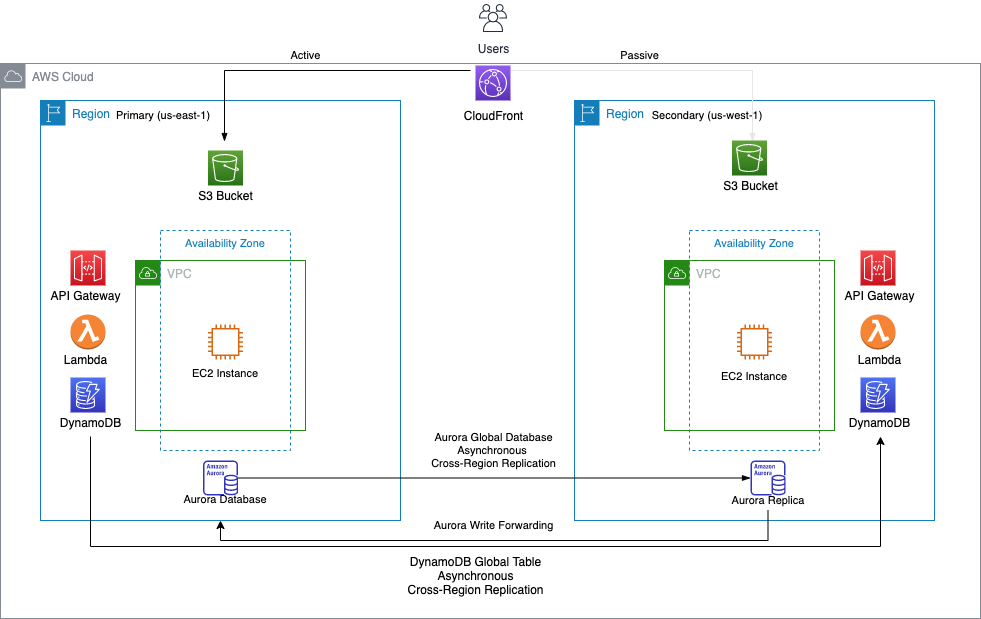 Users
Active
Passive
AWS Cloud
CloudFront
Region Primary (us-east-1)
Region Secondary (us-west-1)
S3 Bucket
S3 Bucket
Availability Zone
Availability Zone
VPC
VPC
API Gateway
API Gateway
Lambda
Lambda
EC2 Instance
EC2 Instance
DynamoDB
DynamoDB
Aurora Global Database
Asynchronous
Cross-Region Replication
Amazon
Aurora
Aurora Database
Amazon
Aurora
Aurora Replica
Aurora Write Forwarding
DynamoDB Global Table
Asynchronous
Cross-Region Replication